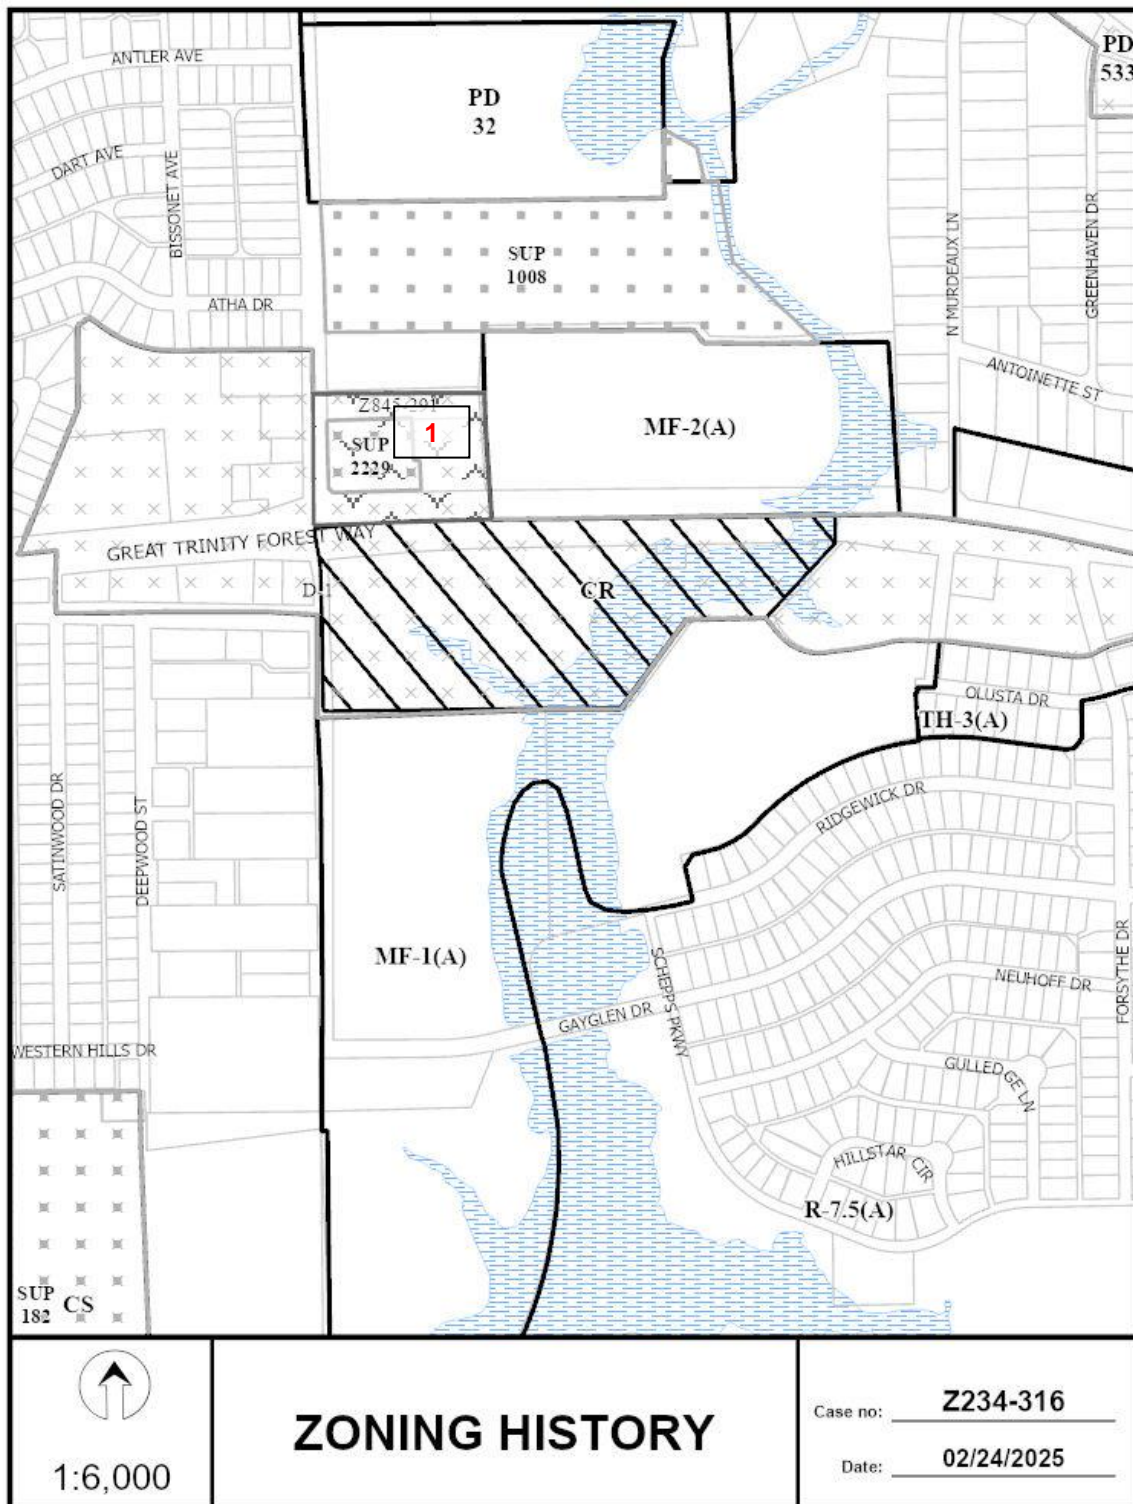 ANTLER AVE
PD
32
PD
533
DART AVE
BISSONET AVE
SUP
1008
N MURDEAUX LN
GREENHAVEN DR
ATHA DR
ANTOINETTE ST
Z845-291
1
SUP
2229
MF-2(A)
GREAT TRINITY FOREST WAY
D-1
CR
OLUSTA DR
TH-3(A)
RIDGEWICK DR
SATINWOOD DR
DEEPWOOD ST
MF-1(A)
SCHEPPS PKWY
NEUHOFF DR
FORSYTHE DR
GAYGLEN DR
WESTERN HILLS DR
GULLEDGE LN
HILLSTAR CIR
R-7.5(A)
SUP
182
CS
1:6,000
ZONING HISTORY
Case no: Z234-316
Date: 02/24/2025